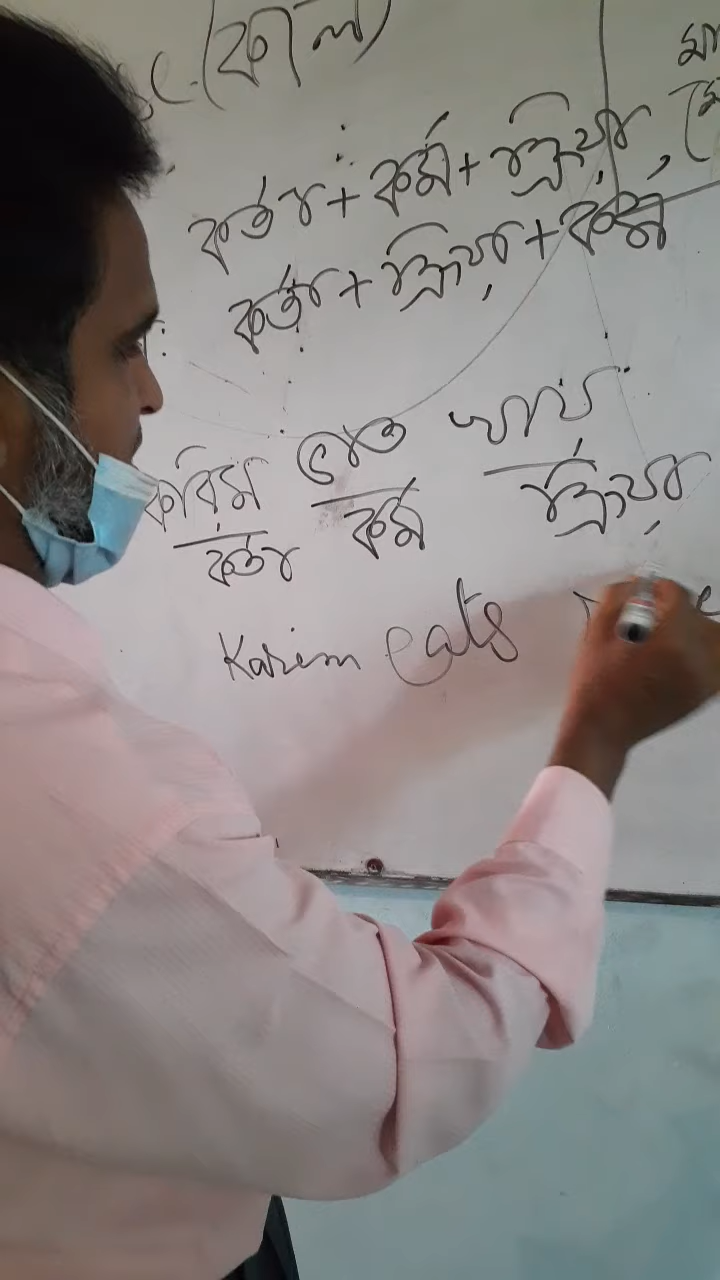 (কাল)
কর্তা + কর্ম + ক্রিয়া,
কর্তা + ক্রিয়া + কর্ম
করিম ভাত খায়
কর্তা কর্ম ক্রিয়া
Karim eats